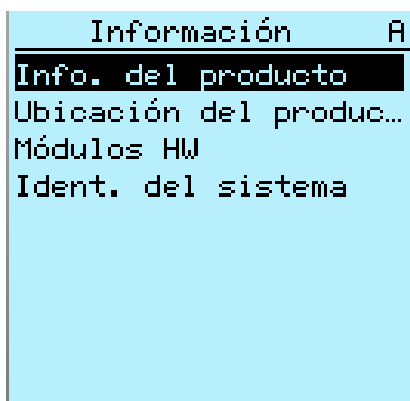 Información A
Info. del producto
Ubicación del produc…
Módulos HW
Ident. del sistema